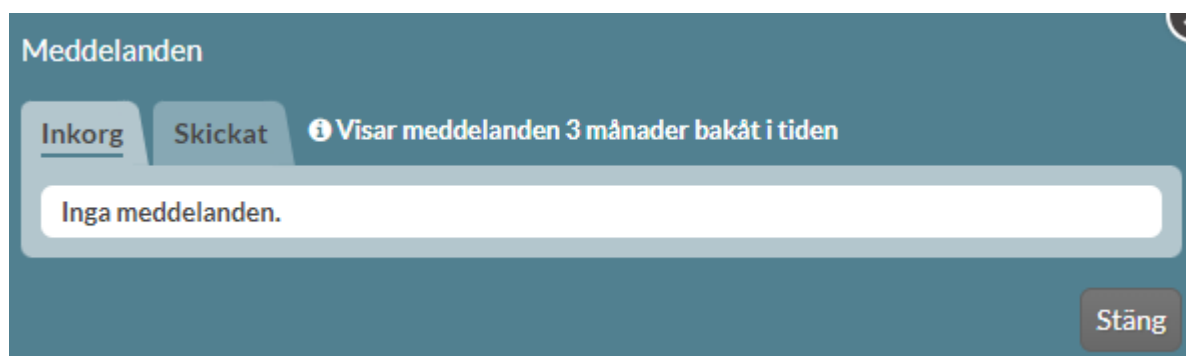 Meddelanden
Inkorg Skickat Visar meddelanden 3 månader bakåt i tiden
Inga meddelanden.
Stäng